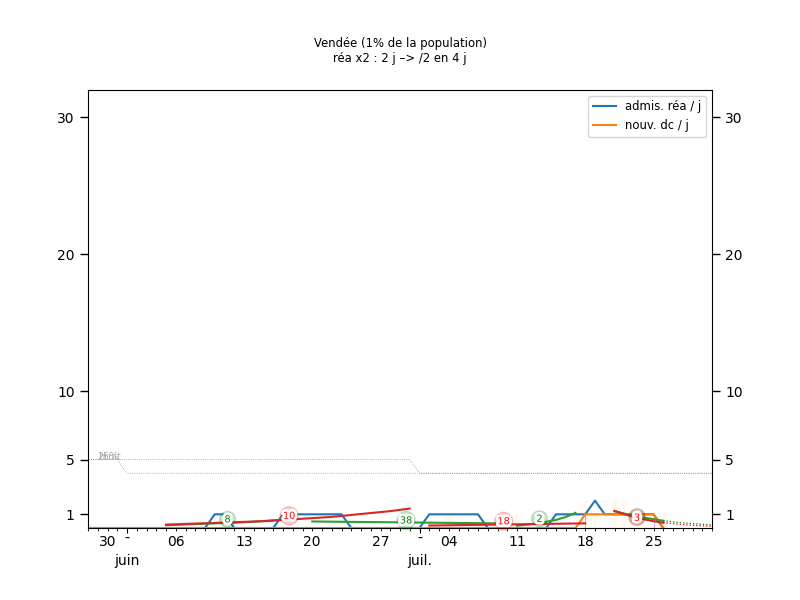 Vendée (1% de la population)
réa x2 : 2 j –> /2 en 4 j
admis. réa / j
nouv. dc / j
30 30
20 20
10 10
5 5
1 1
8 10 38 18 2 3
30 - 06 13 20 27 - 04 11 18 25
juin juil.